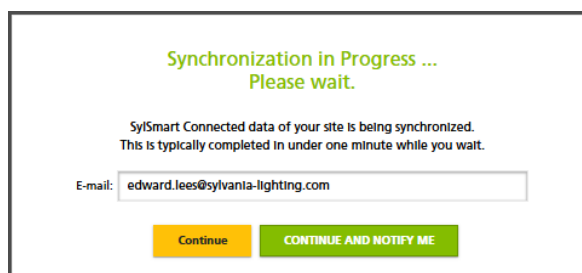 Synchronization in Progress ...
Please wait.
SylSmart Connected data of your site is being synchronized.
This is typically completed in under one minute while you wait.
E-mail: edward.lees@sylvania-lighting.com
Continue CONTINUE AND NOTIFY ME